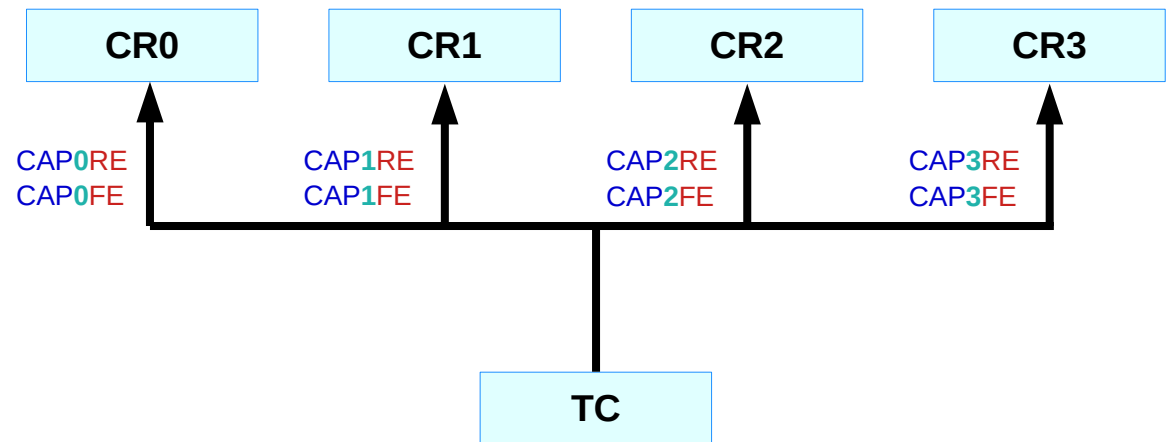 CR0
CR1
CR2
CR3
CAP0RE
CAP0FE
CAP1RE
CAP1FE
CAP2RE
CAP2FE
CAP3RE
CAP3FE
TC